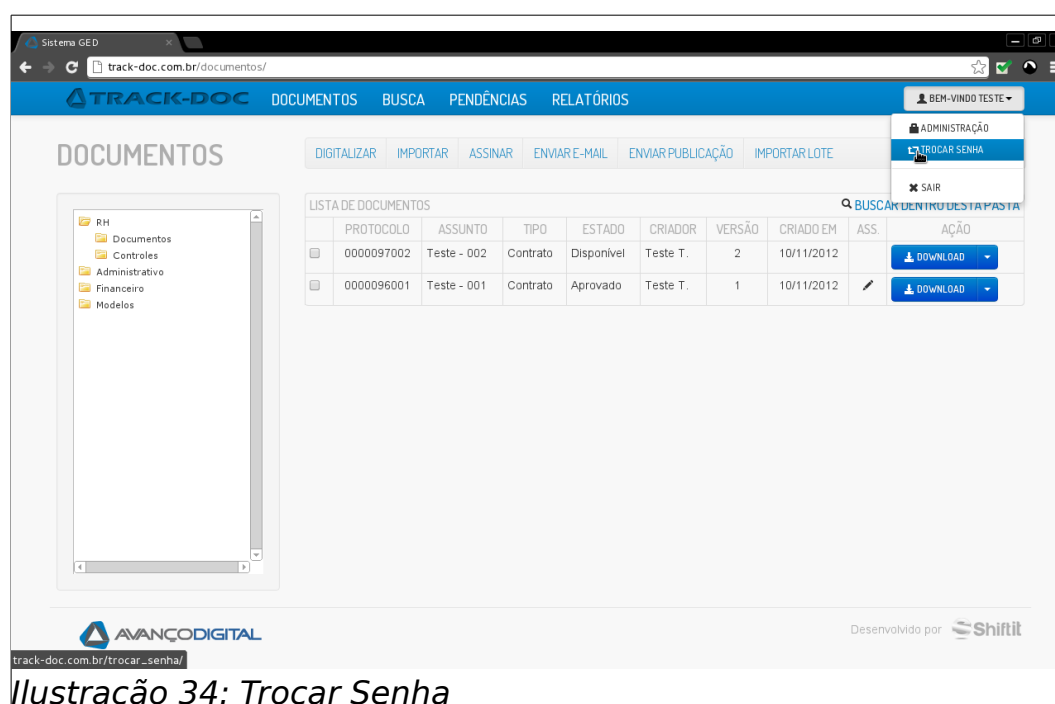 Sistema GED
track-doc.com.br/documentos/
TRACK-DOC DOCUMENTOS BUSCA PENDÊNCIAS RELATÓRIOS BEM-VINDO TESTE
ADMINISTRAÇÃO
TROCAR SENHA
SAIR
DOCUMENTOS
DIGITALIZAR IMPORTAR ASSINAR ENVIAR E-MAIL ENVIAR PUBLICAÇÃO IMPORTAR LOTE
RH
Documentos
Controles
Administrativo
Financeiro
Modelos
LISTA DE DOCUMENTOS BUSCAR DENTRO DESTA PASTA
PROTOCOLO ASSUNTO TIPO ESTADO CRIADOR VERSÃO CRIADO EM ASS. AÇÃO
0000097002 Teste - 002 Contrato Disponível Teste T. 2 10/11/2012 DOWNLOAD
0000096001 Teste - 001 Contrato Aprovado Teste T. 1 10/11/2012 DOWNLOAD
AVANÇODIGITAL
Desenvolvido por Shiftit
track-doc.com.br/trocar_senha/
Ilustração 34: Trocar Senha